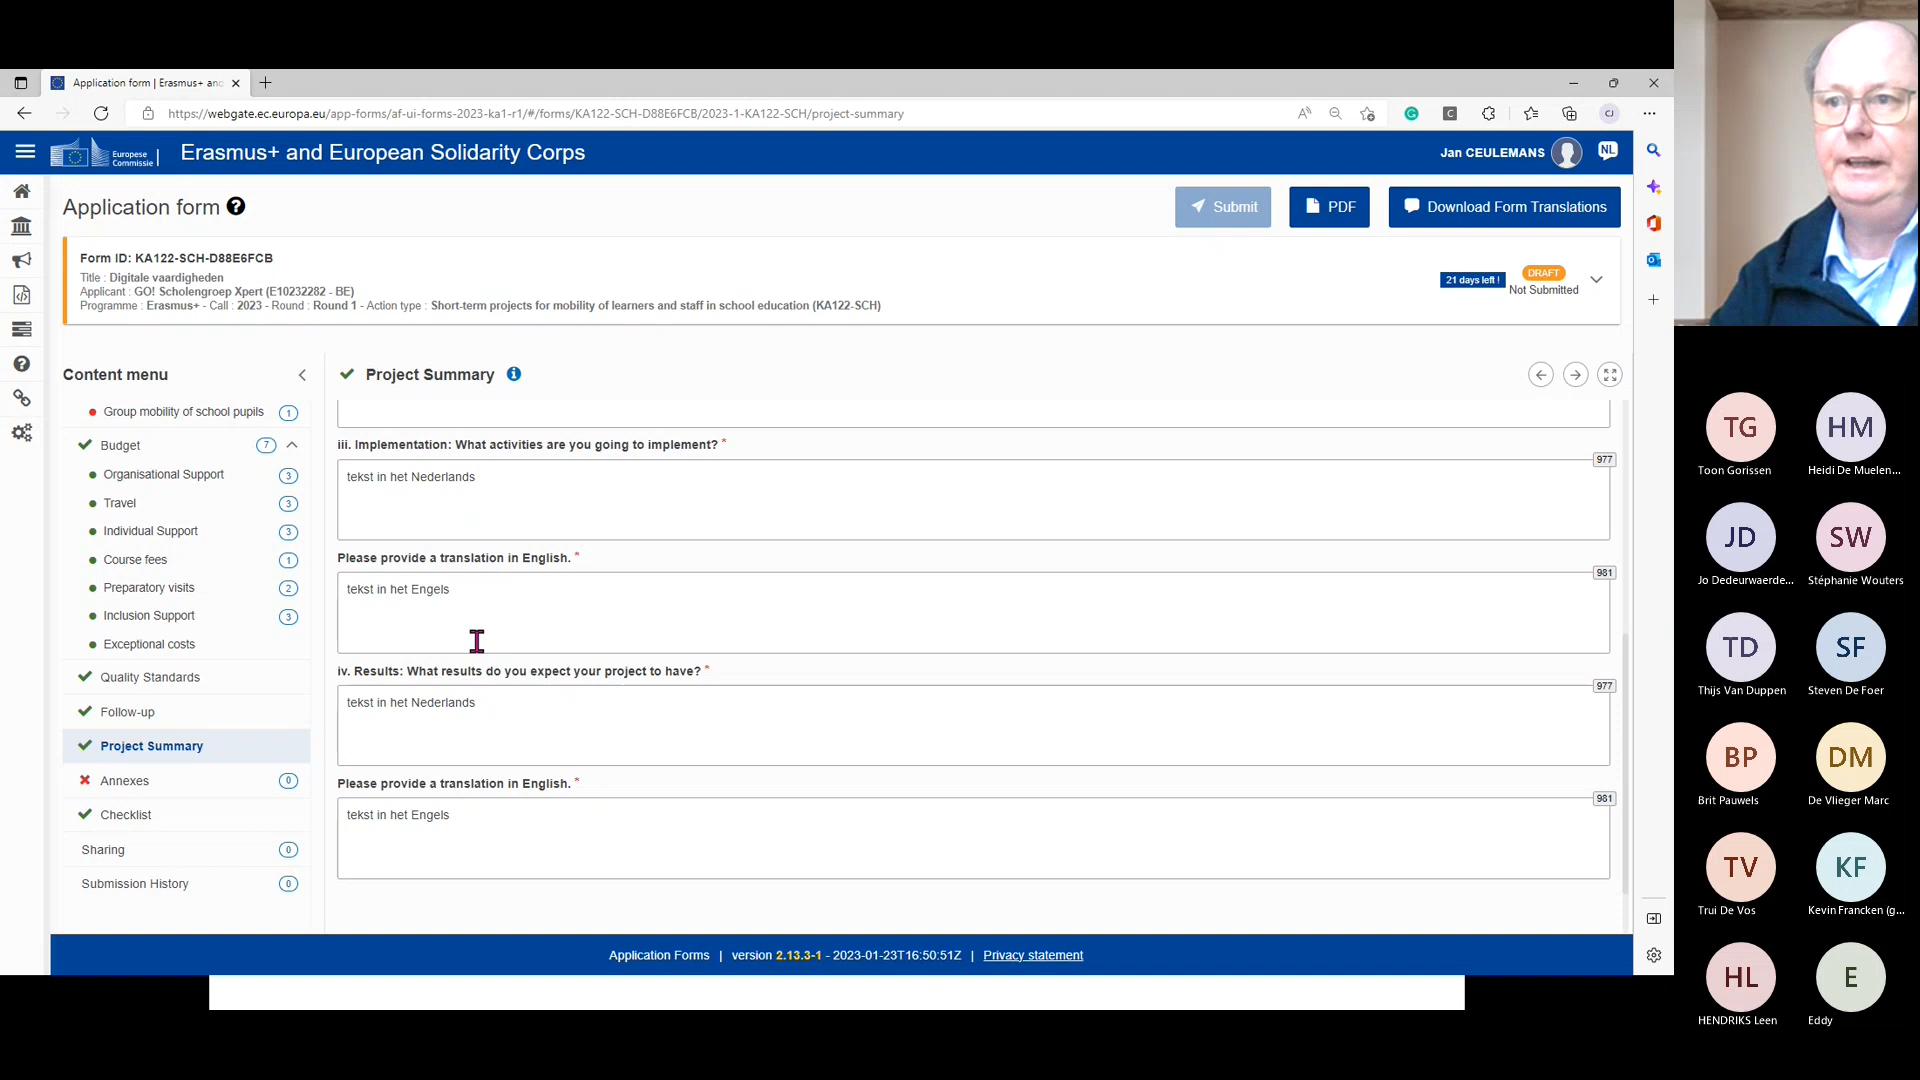 Application form | Erasmus+ and
https://webgate.ec.europa.eu/app-forms/af-ui-forms-2023-ka1-r1/#/forms/KA122-SCH-D88E6FCB/2023-1-KA122-SCH/project-summary
A
C
CJ
Europese
Commissie
Erasmus+ and European Solidarity Corps
Jan CEULEMANS
NL
Application form
Submit
PDF
Download Form Translations
Form ID: KA122-SCH-D88E6FCB
Title : Digitale vaardigheden
Applicant : GO! Scholengroep Xpert (E10232282 - BE)
Programme : Erasmus+ - Call : 2023 - Round : Round 1 - Action type : Short-term projects for mobility of learners and staff in school education (KA122-SCH)
21 days left !
DRAFT
Not Submitted
Content menu
Group mobility of school pupils 1
Budget 7
Organisational Support 3
Travel 3
Individual Support 3
Course fees 1
Preparatory visits 2
Inclusion Support 3
Exceptional costs
Quality Standards
Follow-up
Project Summary
Annexes 0
Checklist
Sharing 0
Submission History 0
Project Summary
iii. Implementation: What activities are you going to implement? *
977
tekst in het Nederlands
Please provide a translation in English. *
981
tekst in het Engels
iv. Results: What results do you expect your project to have? *
977
tekst in het Nederlands
Please provide a translation in English. *
981
tekst in het Engels
Application Forms | version 2.13.3-1 - 2023-01-23T16:50:51Z | Privacy statement
TG HM
Toon Gorissen Heidi De Muelen...
JD SW
Jo Dedeurwaerde... Stéphanie Wouters
TD SF
Thijs Van Duppen Steven De Foer
BP DM
Brit Pauwels De Vlieger Marc
TV KF
Trui De Vos Kevin Francken (g...
HL E
HENDRIKS Leen Eddy